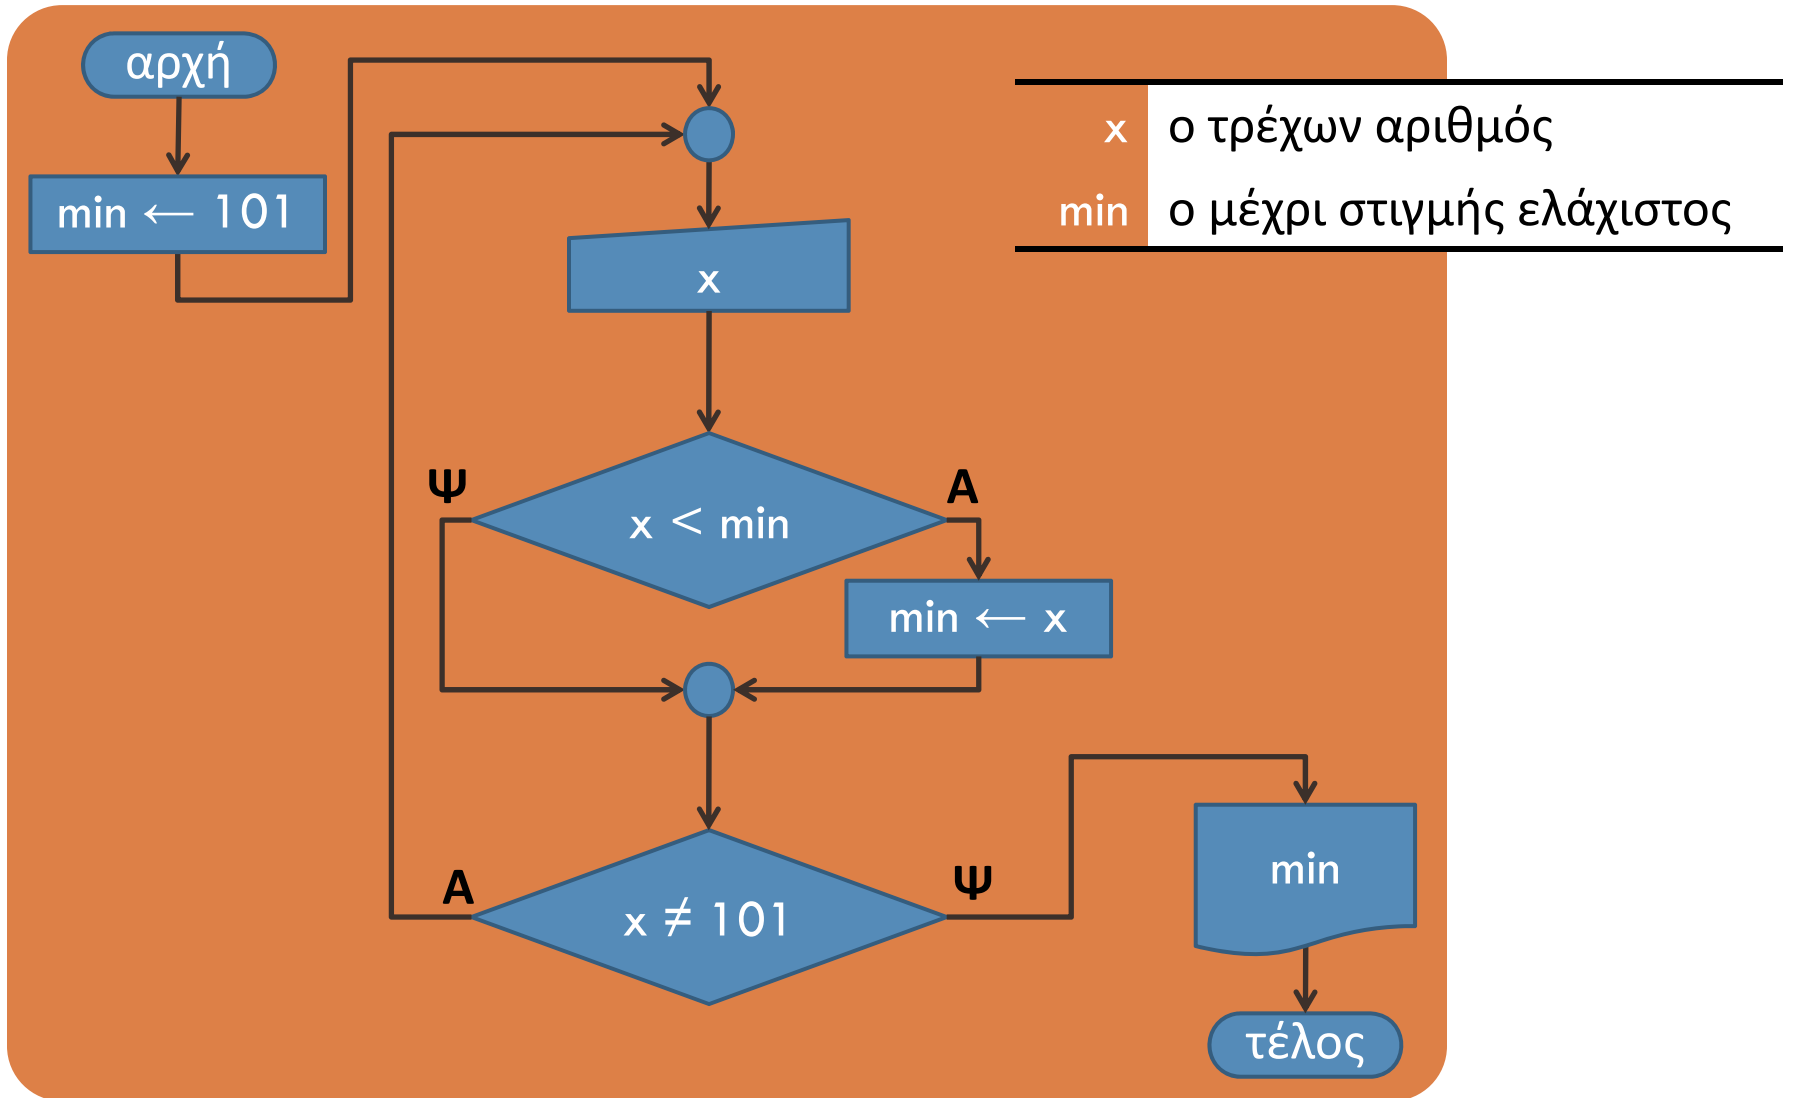 αρχή
min ← 101
x ο τρέχων αριθμός
min ο μέχρι στιγμής ελάχιστος
x
Ψ
Α
x < min
min ← x
Α
Ψ
x ≠ 101
min
τέλος